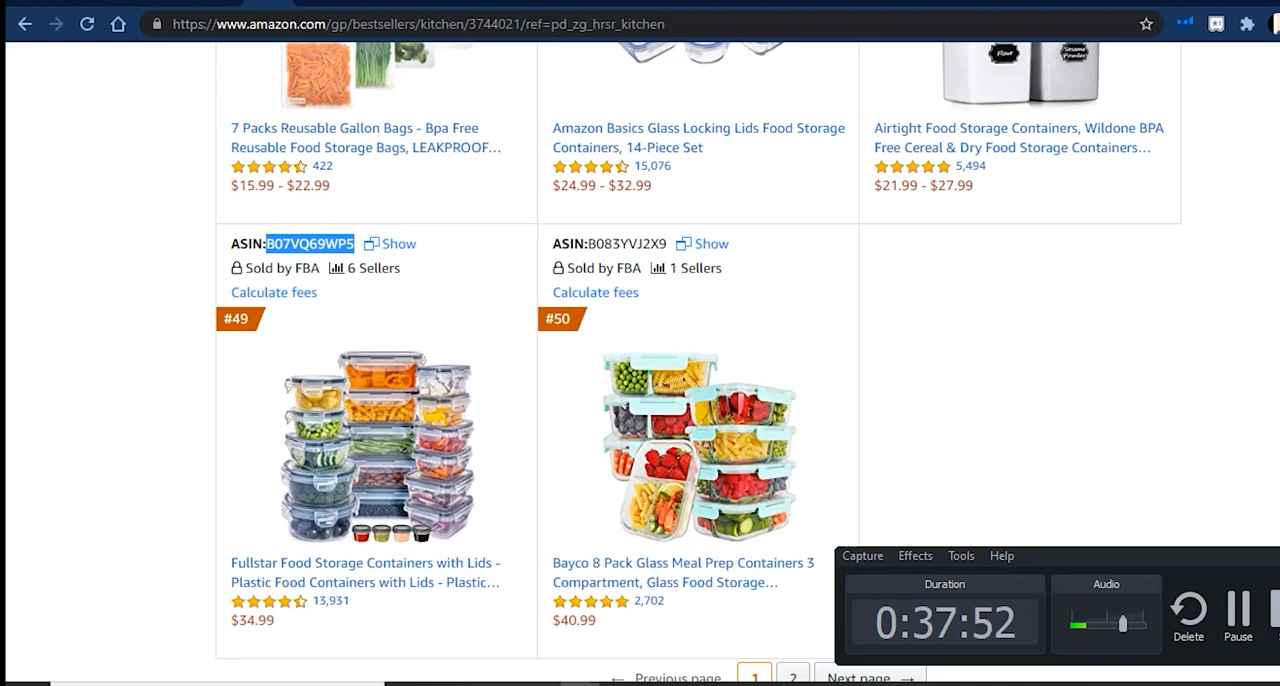 https://www.amazon.com/gp/bestsellers/kitchen/3744021/ref=pd_zg_hrsr_kitchen
Flour
Sesame
Powder
7 Packs Reusable Gallon Bags - Bpa Free
Reusable Food Storage Bags, LEAKPROOF...
422
$15.99 - $22.99
Amazon Basics Glass Locking Lids Food Storage
Containers, 14-Piece Set
15,076
$24.99 - $32.99
Airtight Food Storage Containers, Wildone BPA
Free Cereal & Dry Food Storage Containers...
5,494
$21.99 - $27.99
ASIN:B07VQ69WP5 Show
Sold by FBA 6 Sellers
Calculate fees
#49
Fullstar Food Storage Containers with Lids -
Plastic Food Containers with Lids - Plastic...
13,931
$34.99
ASIN:B083YVJ2X9 Show
Sold by FBA 1 Sellers
Calculate fees
#50
Bayco 8 Pack Glass Meal Prep Containers 3
Compartment, Glass Food Storage...
2,702
$40.99
← Previous page 1 2 Next page →
Capture Effects Tools Help
Duration
0:37:52
Audio
Delete
Pause